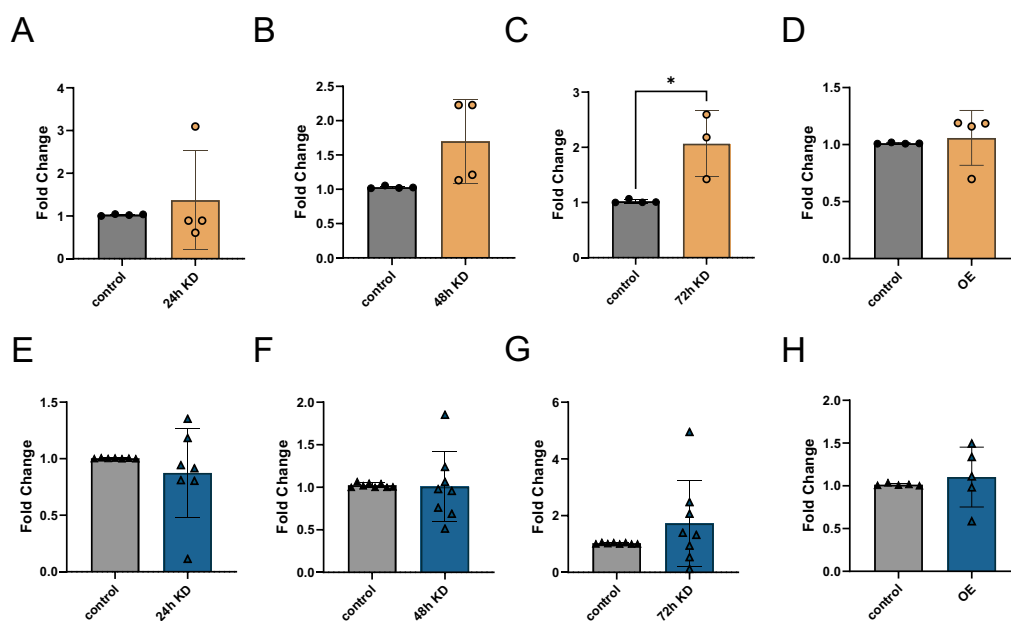 A
B
C
D
4
3
2
1
0
Fold Change
control
24h KD
2.5
2.0
1.5
1.0
0.5
0.0
Fold Change
control
48h KD
3
2
1
0
Fold Change
*
control
72h KD
1.5
1.0
0.5
0.0
Fold Change
control
OE
E
F
G
H
1.5
1.0
0.5
0.0
Fold Change
control
24h KD
2.0
1.5
1.0
0.5
0.0
Fold Change
control
48h KD
6
4
2
0
Fold Change
control
72h KD
2.0
1.5
1.0
0.5
0.0
Fold Change
control
OE